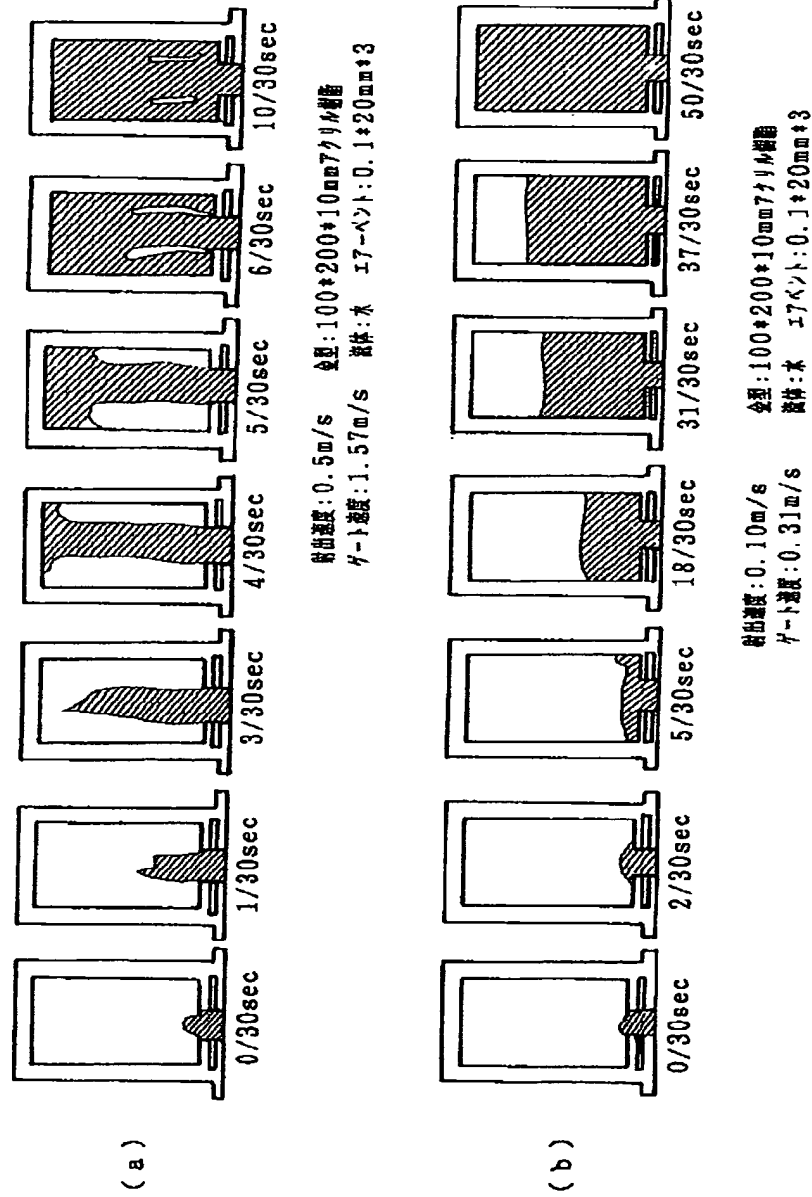 (a)
0/30sec
1/30sec
3/30sec
4/30sec
5/30sec
6/30sec
10/30sec
射出速度:0.5m/s 金型:100*200*10mmアクリル樹脂
ゲート速度:1.57m/s 流体:水 エアーベント:0.1*20mm*3
(b)
0/30sec
2/30sec
5/30sec
18/30sec
31/30sec
37/30sec
50/30sec
射出速度:0.10m/s 金型:100*200*10mmアクリル樹脂
ゲート速度:0.31m/s 流体:水 エアベント:0.1*20mm*3